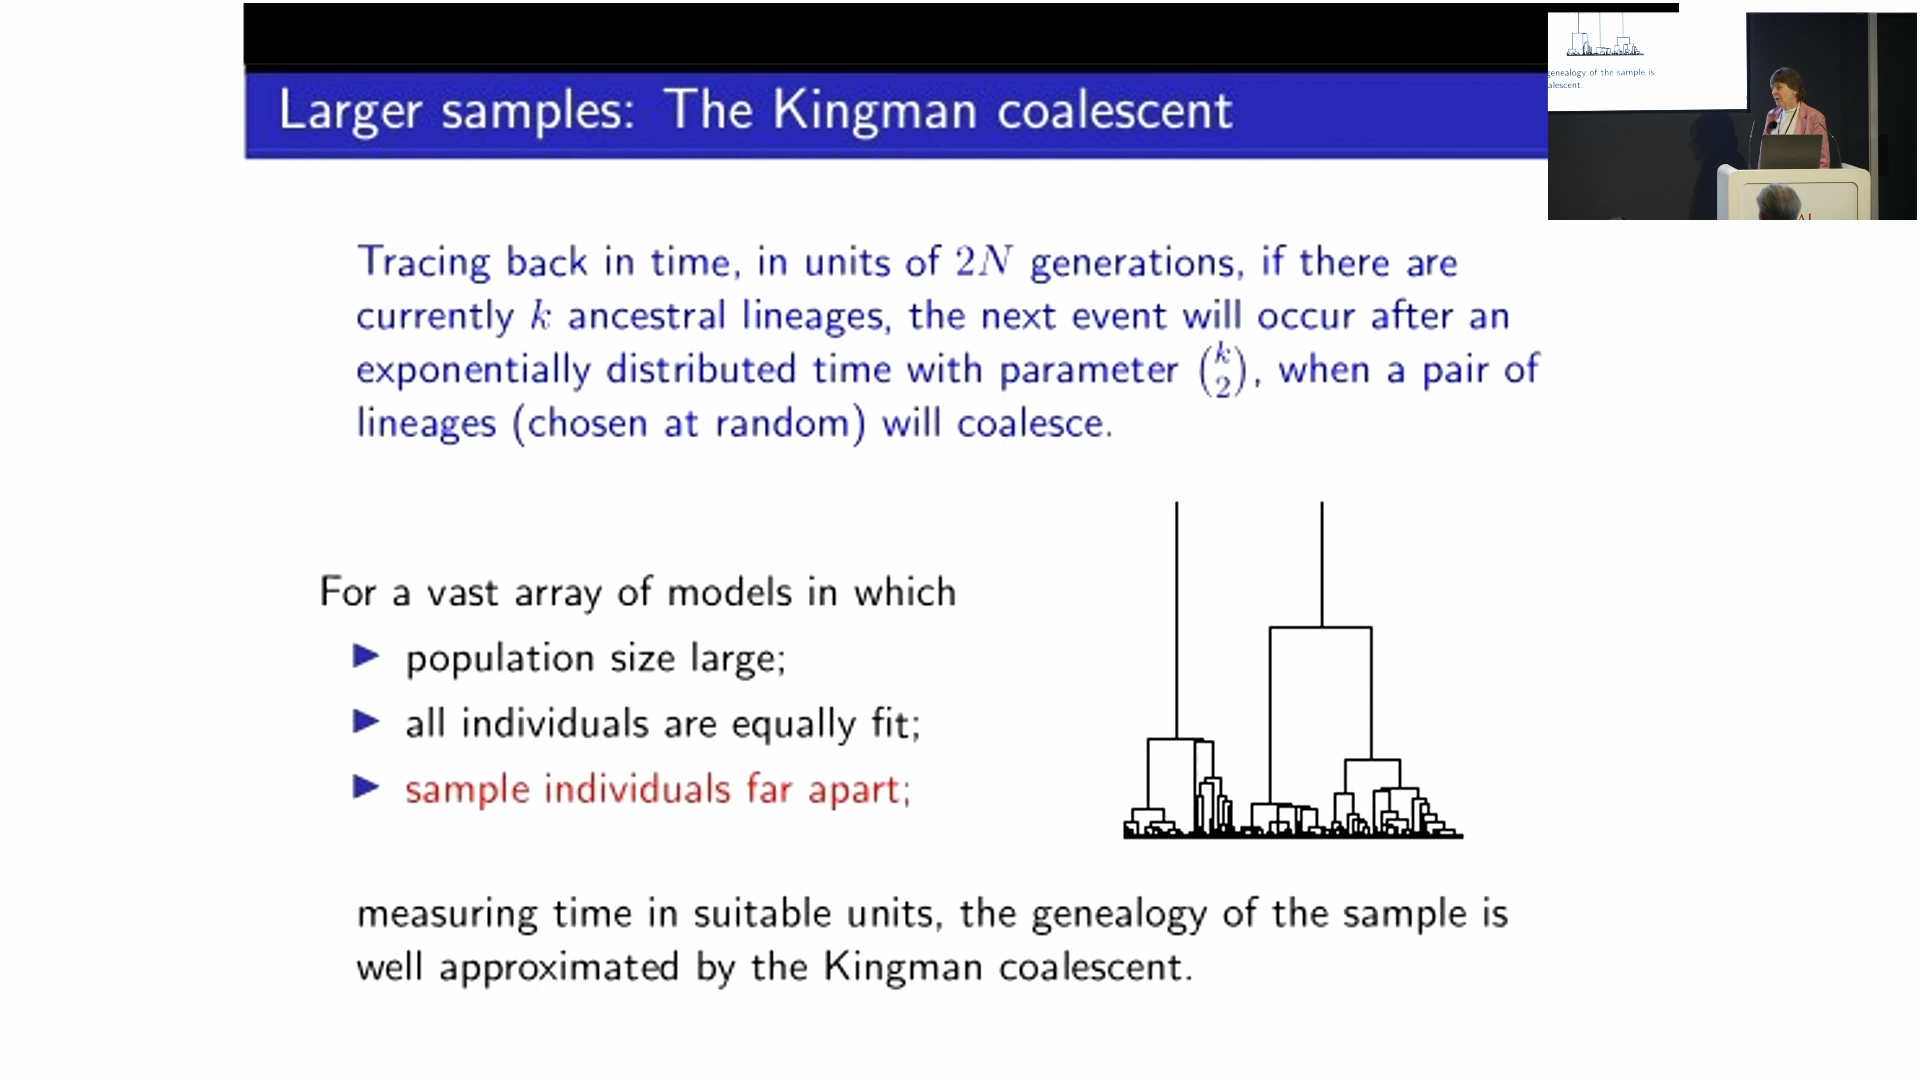 Larger samples: The Kingman coalescent
genealogy of the sample is
alescent
Tracing back in time, in units of 2N generations, if there are
currently k ancestral lineages, the next event will occur after an
exponentially distributed time with parameter (k 2), when a pair of
lineages (chosen at random) will coalesce.
For a vast array of models in which
▶ population size large;
▶ all individuals are equally fit;
▶ sample individuals far apart;
measuring time in suitable units, the genealogy of the sample is
well approximated by the Kingman coalescent.